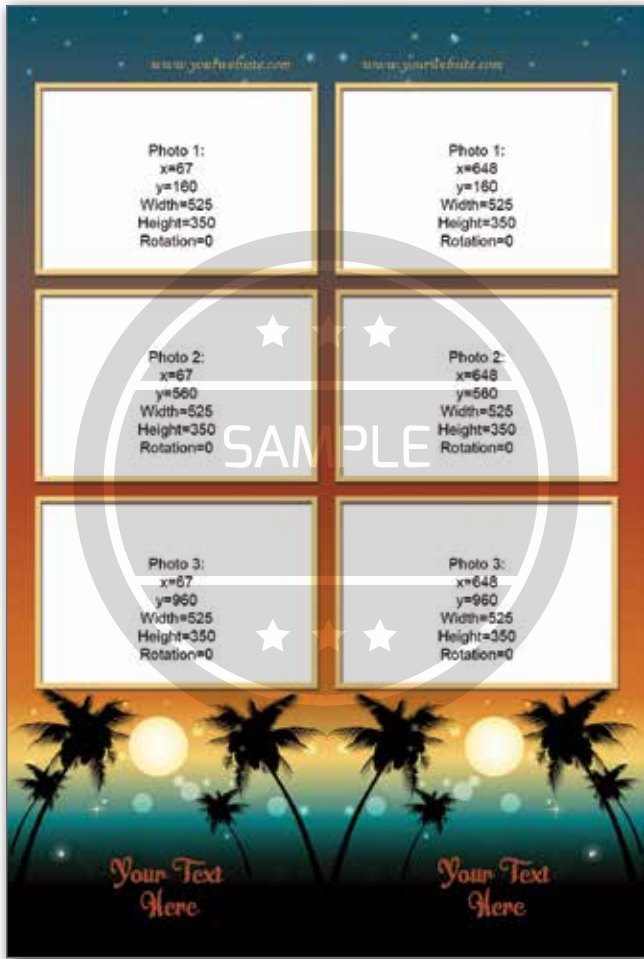 www.yourwebsite.com
www.yourwebsite.com
Photo 1:
x=67
y=160
Width=525
Height=350
Rotation=0
Photo 1:
x=648
y=160
Width=525
Height=350
Rotation=0
Photo 2:
x=67
y=560
Width=525
Height=350
Rotation=0
Photo 2:
x=648
y=560
Width=525
Height=350
Rotation=0
SAMPLE
Photo 3:
x=67
y=960
Width=525
Height=350
Rotation=0
Photo 3:
x=648
y=960
Width=525
Height=350
Rotation=0
Your Text
Here
Your Text
Here